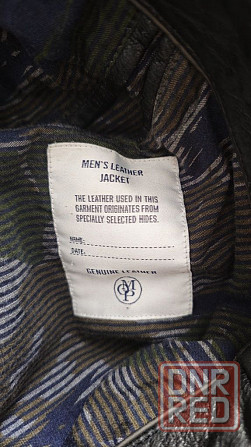 MEN'S LEATHER
JACKET
THE LEATHER USED IN THIS
GARMENT ORIGINATES FROM
SPECIALLY SELECTED HIDES.
NAME:
DATE:
GENUINE LEATHER
DNR
RED